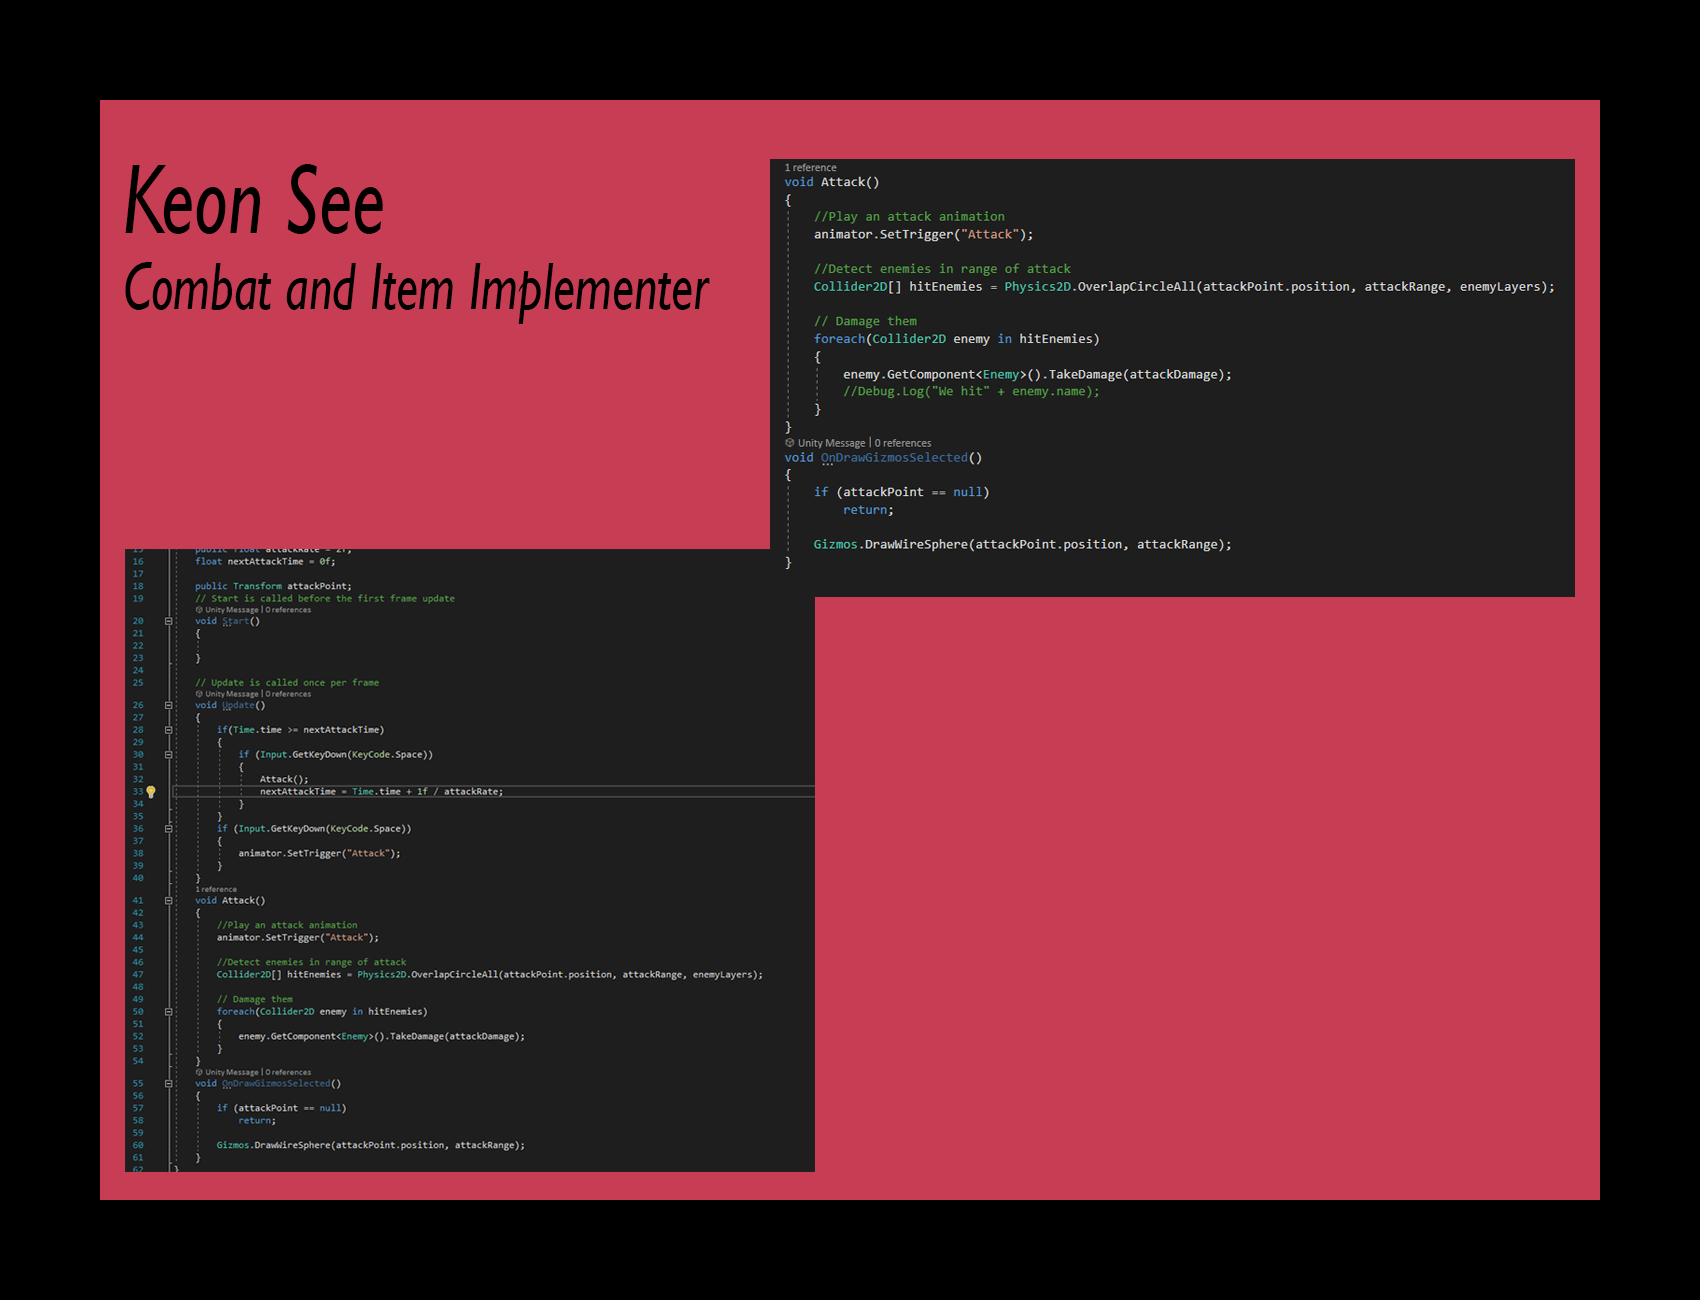 Keon See
Combat and Item Implementer
1 reference
void Attack()
{
//Play an attack animation
animator.SetTrigger("Attack");
//Detect enemies in range of attack
Collider2D[] hitEnemies = Physics2D.OverlapCircleAll(attackPoint.position, attackRange, enemyLayers);
// Damage them
foreach(Collider2D enemy in hitEnemies)
{
enemy.GetComponent<Enemy>().TakeDamage(attackDamage);
//Debug.Log("We hit" + enemy.name);
}
}
Unity Message | 0 references
void OnDrawGizmosSelected()
{
if (attackPoint == null)
return;
Gizmos.DrawWireSphere(attackPoint.position, attackRange);
}
15 public float attackRate = 2f;
16 float nextAttackTime = 0f;
17
18 public Transform attackPoint;
19 // Start is called before the first frame update
Unity Message | 0 references
20 void Start()
21 {
22
23 }
24
25 // Update is called once per frame
Unity Message | 0 references
26 void Update()
27 {
28 if(Time.time >= nextAttackTime)
29 {
30 if (Input.GetKeyDown(KeyCode.Space))
31 {
32 Attack();
33 nextAttackTime = Time.time + 1f / attackRate;
34 }
35 }
36 if (Input.GetKeyDown(KeyCode.Space))
37 {
38 animator.SetTrigger("Attack");
39 }
40 }
1 reference
41 void Attack()
42 {
43 //Play an attack animation
44 animator.SetTrigger("Attack");
45
46 //Detect enemies in range of attack
47 Collider2D[] hitEnemies = Physics2D.OverlapCircleAll(attackPoint.position, attackRange, enemyLayers);
48
49 // Damage them
50 foreach(Collider2D enemy in hitEnemies)
51 {
52 enemy.GetComponent<Enemy>().TakeDamage(attackDamage);
53 }
54 }
Unity Message | 0 references
55 void OnDrawGizmosSelected()
56 {
57 if (attackPoint == null)
58 return;
59
60 Gizmos.DrawWireSphere(attackPoint.position, attackRange);
61 }
62 }